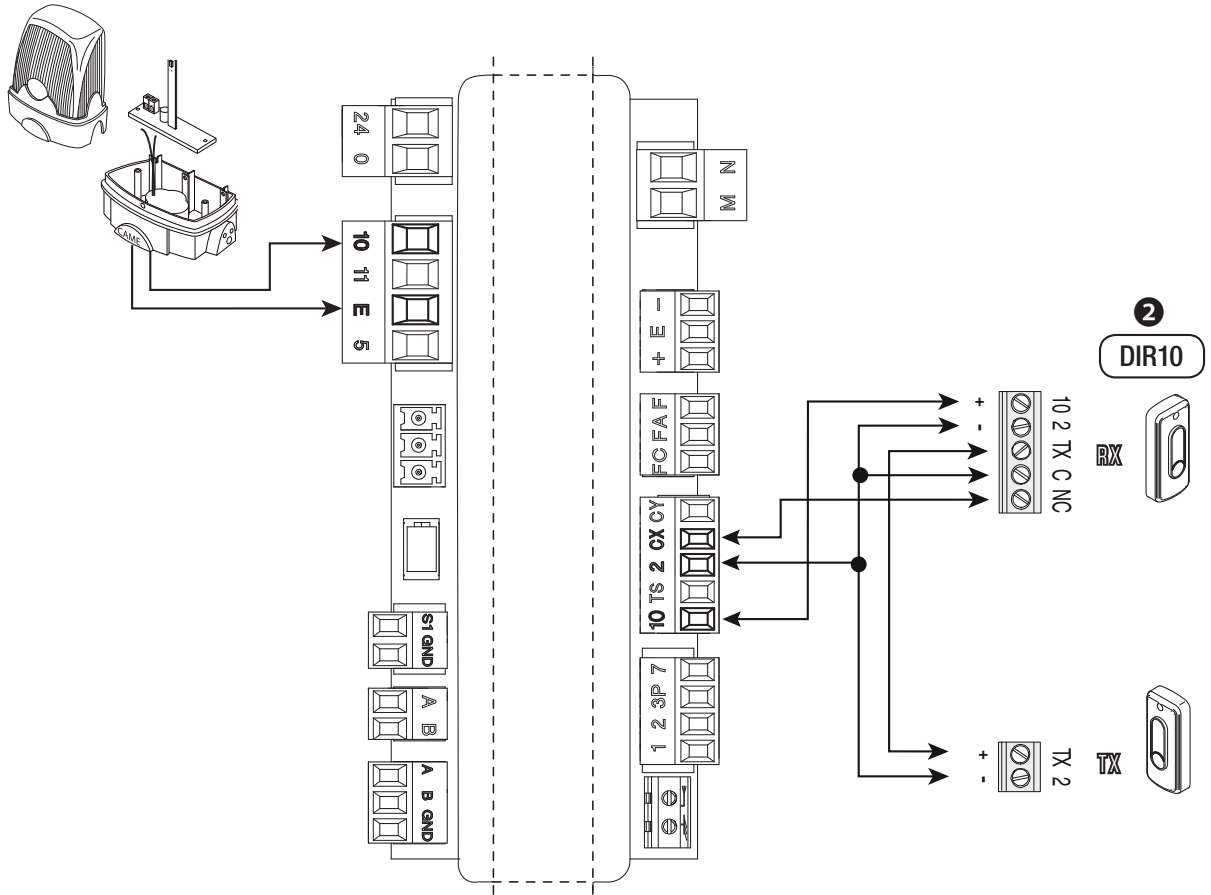 CAME
24 0
10 11 E 5
S1 GND
A B
A B GND
M N
+ E -
FC FA F
10 TS 2 CX CY
1 2 3P 7
2
DIR10
+
-
10 2 TX C NC
RX
+
-
TX 2
TX